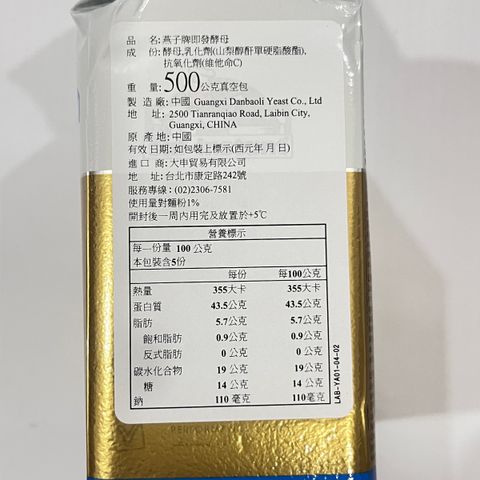 品　名:燕子牌即發酵母
成　份:酵母,乳化劑(山梨醇酐單硬脂酸酯),
抗氧化劑(維他命C)
重　量:500公克真空包
製 造 廠:中國 Guangxi Danbaoli Yeast Co., Ltd
地　址: 2500 Tianranqiao Road, Laibin City,
Guangxi, CHINA
原 產 地:中國
有效 日期:如包裝上標示(西元年 月 日)
進 口 商:大申貿易有限公司
地　址:台北市康定路242號
服務專線:(02)2306-7581
使用量對麵粉1%
開封後一周內用完及放置於+5℃
營養標示
每一份量 100 公克
本包裝含5份
每份 每100公克
熱量 355大卡 355大卡
蛋白質 43.5公克 43.5公克
脂肪 5.7公克 5.7公克
飽和脂肪 0.9公克 0.9公克
反式脂肪 0 公克 0 公克
碳水化合物 19 公克 19公克
糖 14 公克 14 公克
鈉 110 毫克 110 毫克
LAB-YA01-04-02